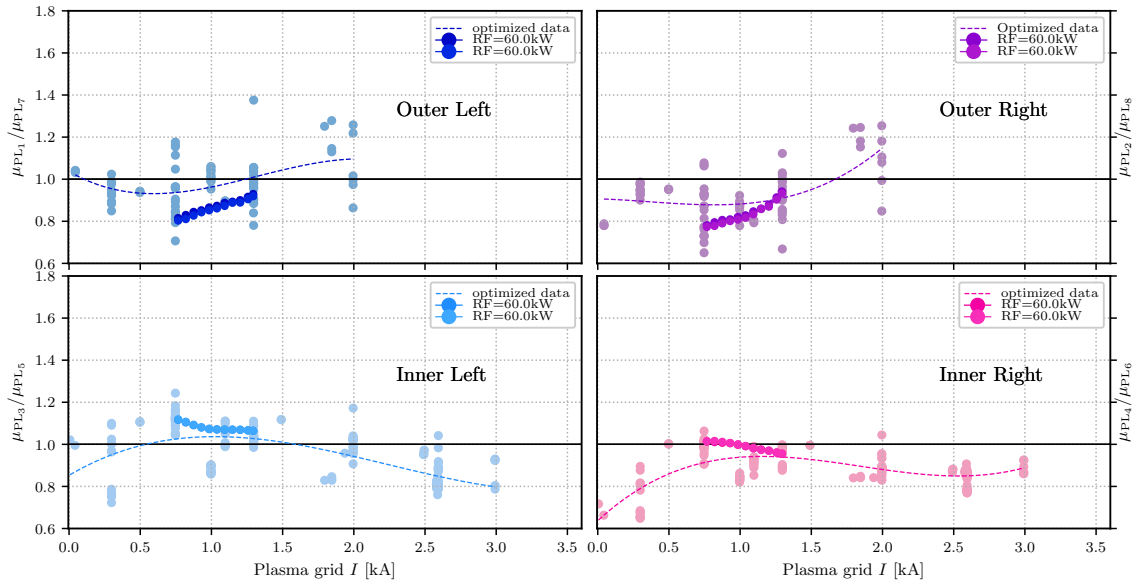 1.8
1.6
1.4
1.2
1.0
0.8
0.6
μPL₁/μPL₇
optimized data
RF=60.0kW
RF=60.0kW
Outer Left
Optimized data
RF=60.0kW
RF=60.0kW
Outer Right
μPL₂/μPL₈
1.8
1.6
1.4
1.2
1.0
0.8
0.6
μPL₃/μPL₅
optimized data
RF=60.0kW
RF=60.0kW
Inner Left
optimized data
RF=60.0kW
RF=60.0kW
Inner Right
μPL₄/μPL₆
0.0 0.5 1.0 1.5 2.0 2.5 3.0 3.5
0.0 0.5 1.0 1.5 2.0 2.5 3.0 3.5
Plasma grid I [kA]
Plasma grid I [kA]